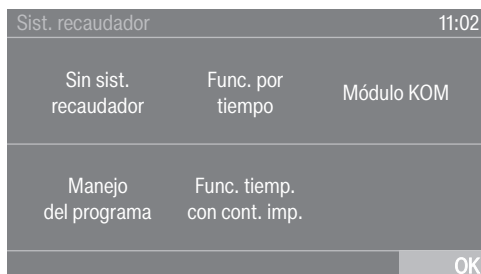 Sist. recaudador 11:02
Sin sist.
recaudador
Func. por
tiempo
Módulo KOM
Manejo
del programa
Func. tiemp.
con cont. imp.
OK